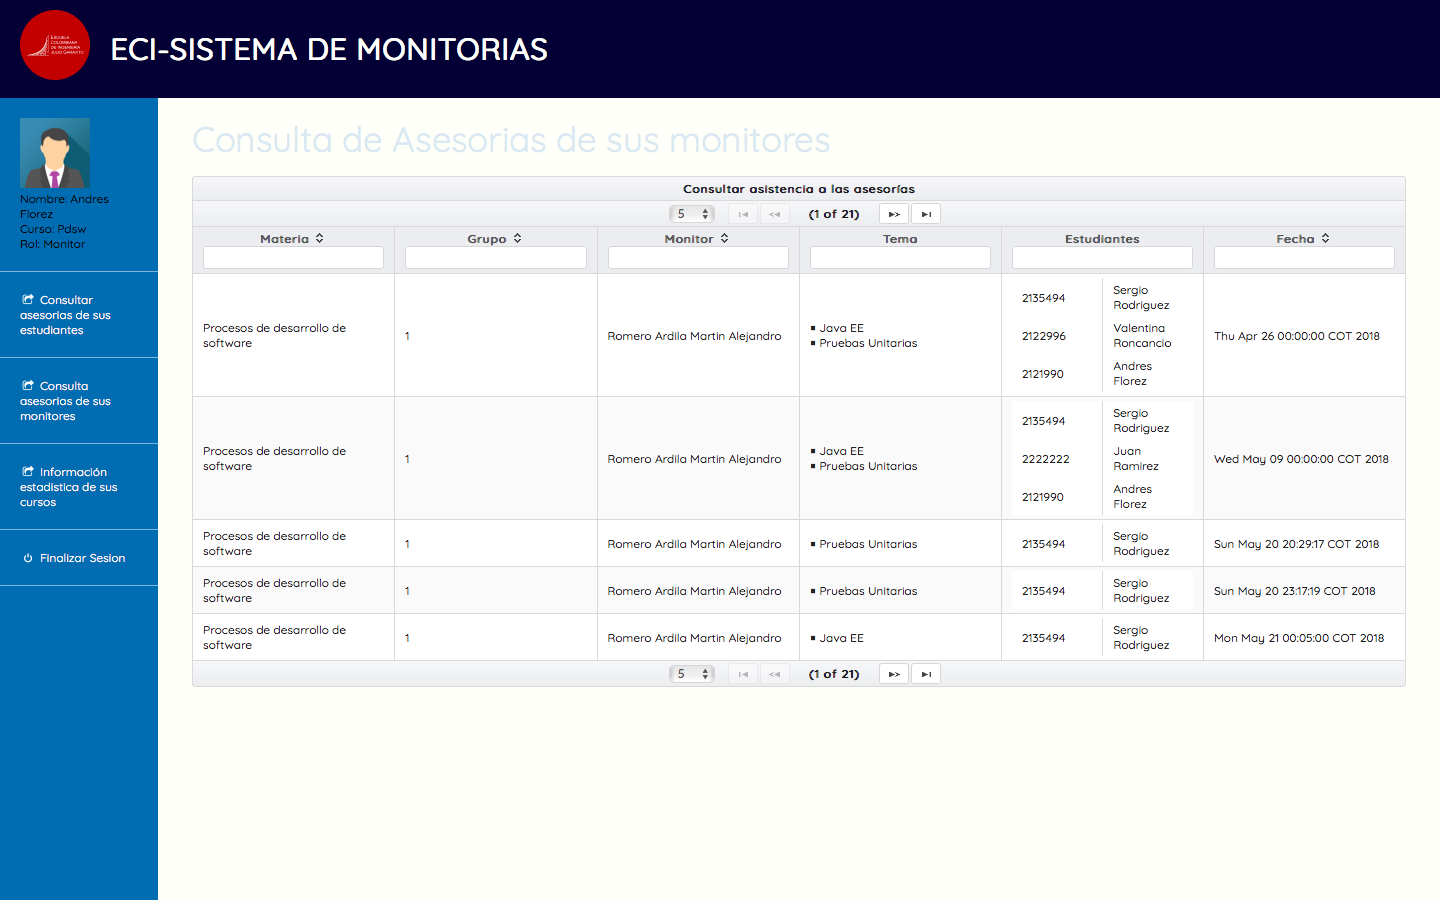 ESCUELA
COLOMBIANA
DE INGENIERÍA
JULIO GARAVITO
ECI-SISTEMA DE MONITORIAS
Nombre: Andres
Florez
Curso: Pdsw
Rol: Monitor
Consultar
asesorias de sus
estudiantes
Consulta
asesorias de sus
monitores
Información
estadistica de sus
cursos
Finalizar Sesion
Consulta de Asesorias de sus monitores
Consultar asistencia a las asesorías
5 (1 of 21)
Materia Grupo Monitor Tema Estudiantes Fecha
Procesos de desarrollo de
software
1
Romero Ardila Martin Alejandro
Java EE
Pruebas Unitarias
2135494 Sergio
Rodriguez
2122996 Valentina
Roncancio
2121990 Andres
Florez
Thu Apr 26 00:00:00 COT 2018
Procesos de desarrollo de
software
1
Romero Ardila Martin Alejandro
Java EE
Pruebas Unitarias
2135494 Sergio
Rodriguez
2222222 Juan
Ramirez
2121990 Andres
Florez
Wed May 09 00:00:00 COT 2018
Procesos de desarrollo de
software
1
Romero Ardila Martin Alejandro
Pruebas Unitarias
2135494 Sergio
Rodriguez
Sun May 20 20:29:17 COT 2018
Procesos de desarrollo de
software
1
Romero Ardila Martin Alejandro
Pruebas Unitarias
2135494 Sergio
Rodriguez
Sun May 20 23:17:19 COT 2018
Procesos de desarrollo de
software
1
Romero Ardila Martin Alejandro
Java EE
2135494 Sergio
Rodriguez
Mon May 21 00:05:00 COT 2018
5 (1 of 21)